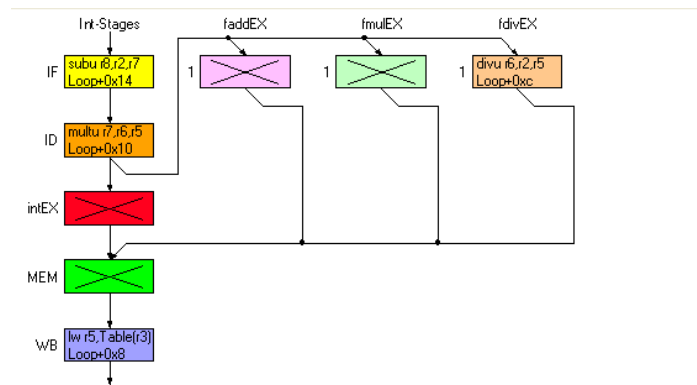 Int-Stages faddEX fmulEX fdivEX
IF subu r8,r2,r7
Loop+0x14
1 1 1 divu r6,r2,r5
Loop+0xc
ID multu r7,r6,r5
Loop+0x10
intEX
MEM
WB lw r5,Table(r3)
Loop+0x8